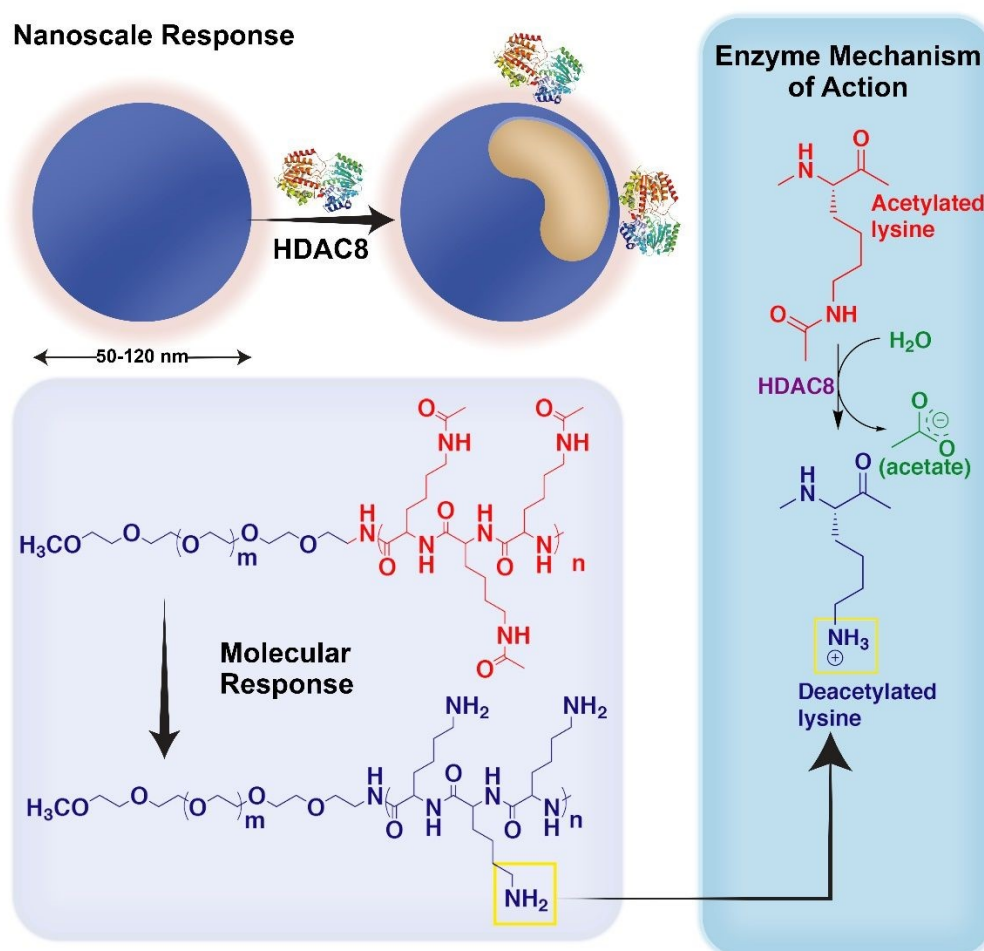 Nanoscale Response
HDAC8
50-120 nm
H₃CO
O
O
m
O
O
H
N
O
O
NH
O
N
H
O
NH
O
H
N
O
O
NH
N
H
n
Molecular
Response
H₃CO
O
O
m
O
O
H
N
O
NH₂
N
H
O
NH₂
H
N
O
NH₂
N
H
n
Enzyme Mechanism
of Action
H
N
O
Acetylated
lysine
O
NH
H₂O
HDAC8
O
⊖
O
(acetate)
H
N
O
NH₃
⊕
Deacetylated
lysine